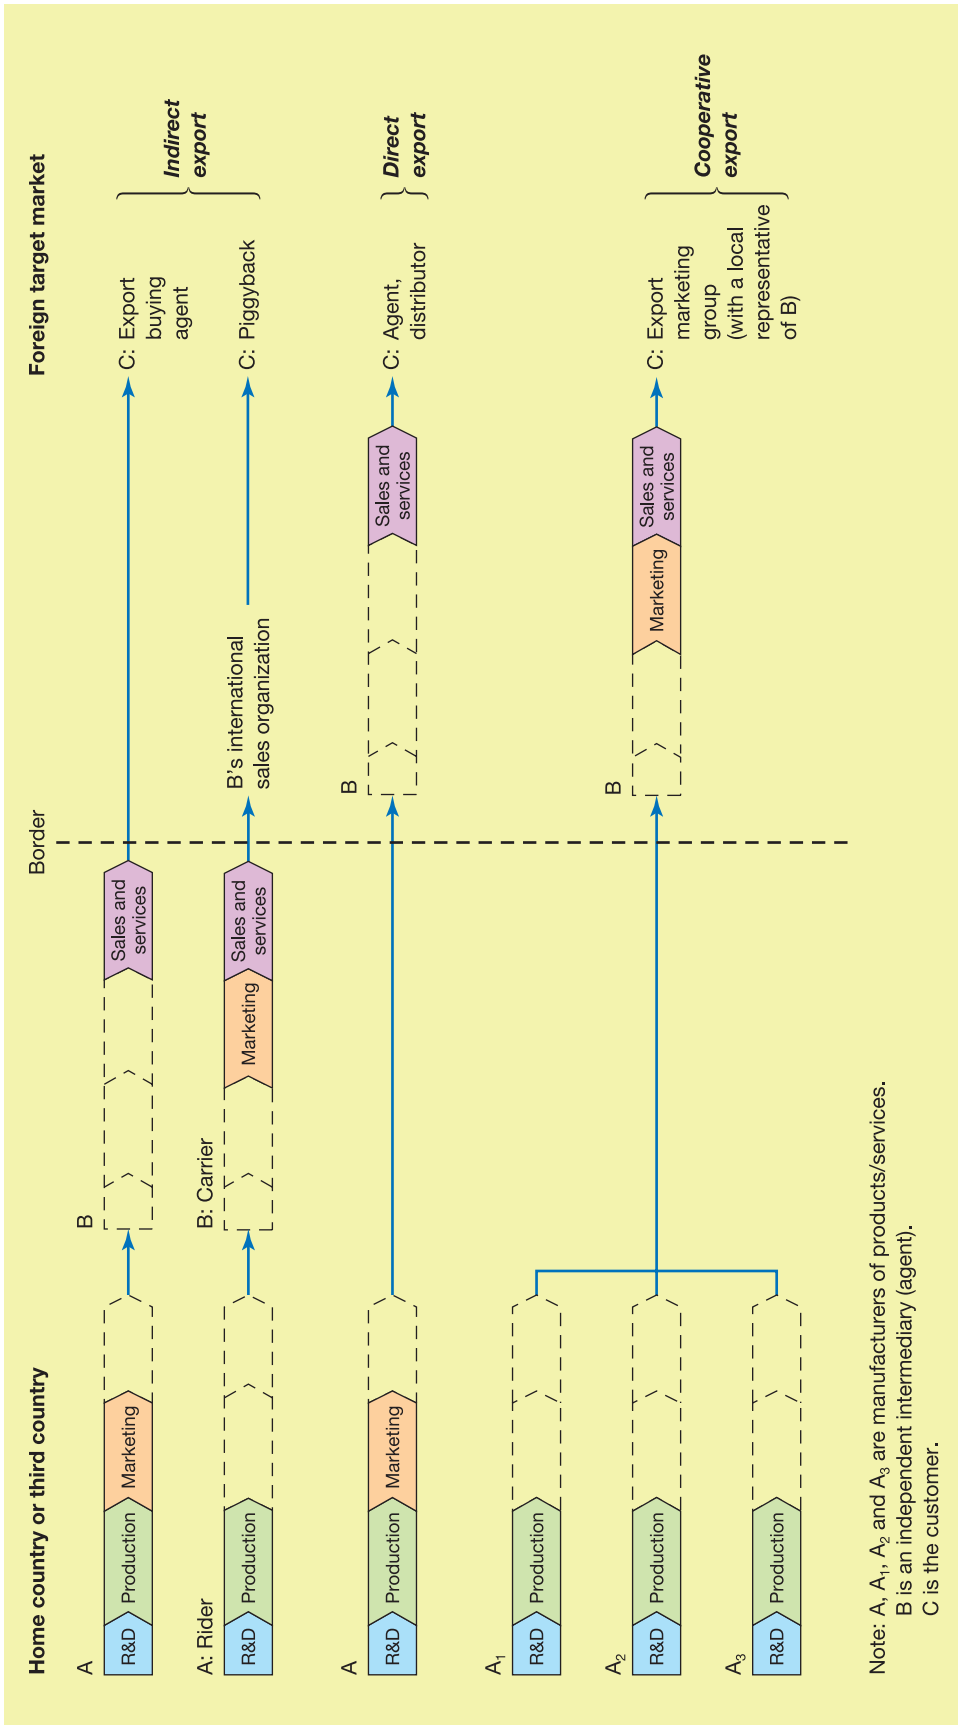 Home country or third country
Border
Foreign target market
A
R&D
Production
Marketing
B
Sales and
services
C: Export
buying
agent
Indirect
export
A: Rider
R&D
Production
B: Carrier
Marketing
Sales and
services
B's international
sales organization
C: Piggyback
A
R&D
Production
Marketing
B
Sales and
services
C: Agent,
distributor
Direct
export
A1
R&D
Production
A2
R&D
Production
B
Marketing
Sales and
services
C: Export
marketing
group
(with a local
representative
of B)
Cooperative
export
A3
R&D
Production
Note: A, A1, A2 and A3 are manufacturers of products/services.
B is an independent intermediary (agent).
C is the customer.